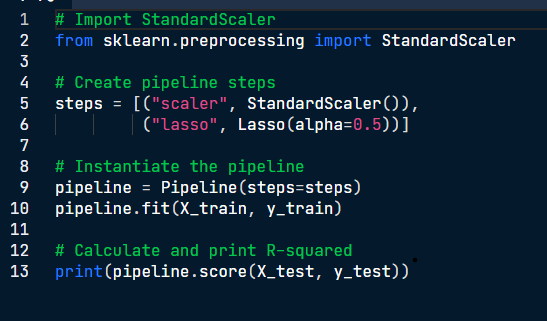 1 # Import StandardScaler
2 from sklearn.preprocessing import StandardScaler
3
4 # Create pipeline steps
5 steps = [("scaler", StandardScaler()),
6          ("lasso", Lasso(alpha=0.5))]
7
8 # Instantiate the pipeline
9 pipeline = Pipeline(steps=steps)
10 pipeline.fit(X_train, y_train)
11
12 # Calculate and print R-squared
13 print(pipeline.score(X_test, y_test))